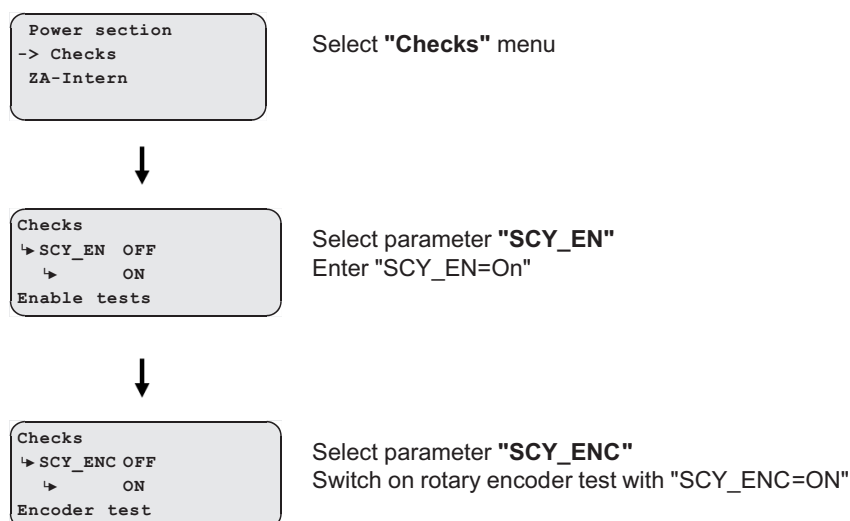 Power section
-> Checks
ZA-Intern
Select "Checks" menu
Checks
↳ SCY_EN OFF
↳ ON
Enable tests
Select parameter "SCY_EN"
Enter "SCY_EN=On"
Checks
↳ SCY_ENC OFF
↳ ON
Encoder test
Select parameter "SCY_ENC"
Switch on rotary encoder test with "SCY_ENC=ON"